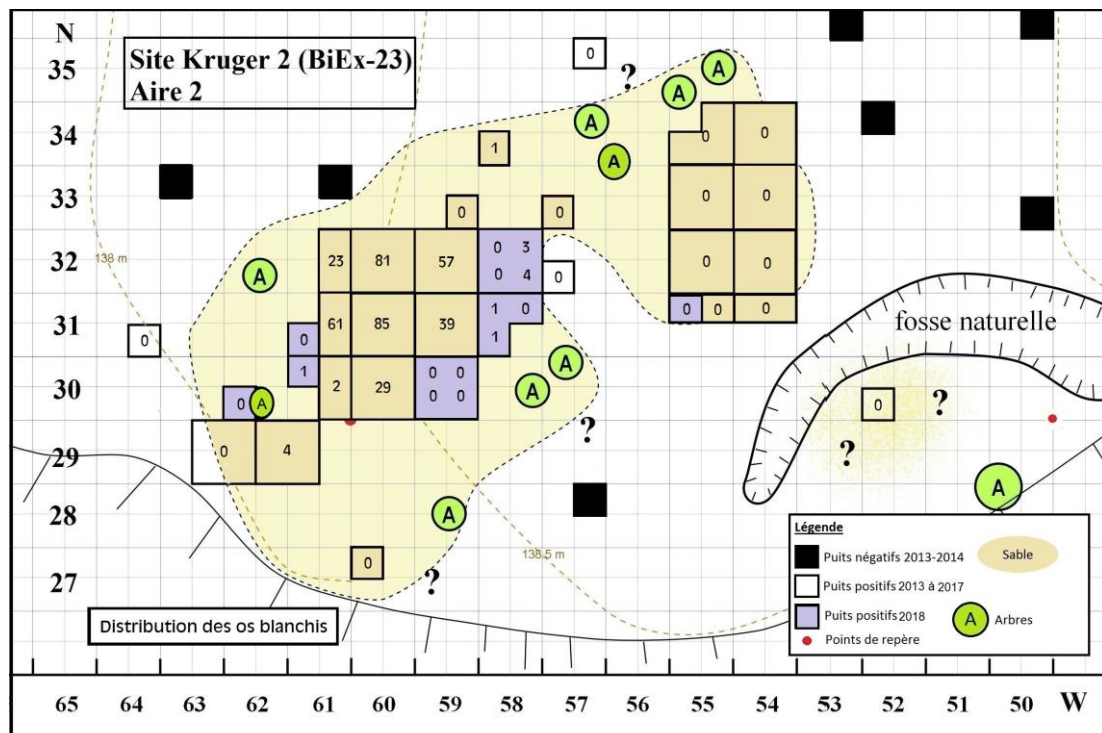 N
Site Kruger 2 (BiEx-23)
Aire 2
35
0
?
A
A
34
A
1
A
0
0
33
0
0
0
0
32
138 m
A
23
81
57
0
3
0
4
0
0
0
31
0
0
61
85
39
1
0
1
0
0
0
fosse naturelle
30
0
A
1
2
29
0
0
0
0
A
A
0
?
29
0
4
?
?
28
A
A
27
0
?
138.5 m
Distribution des os blanchis
Légende
Puits négatifs 2013-2014
Sable
Puits positifs 2013 à 2017
Puits positifs 2018
A
Arbres
Points de repère
65
64
63
62
61
60
59
58
57
56
55
54
53
52
51
50
W